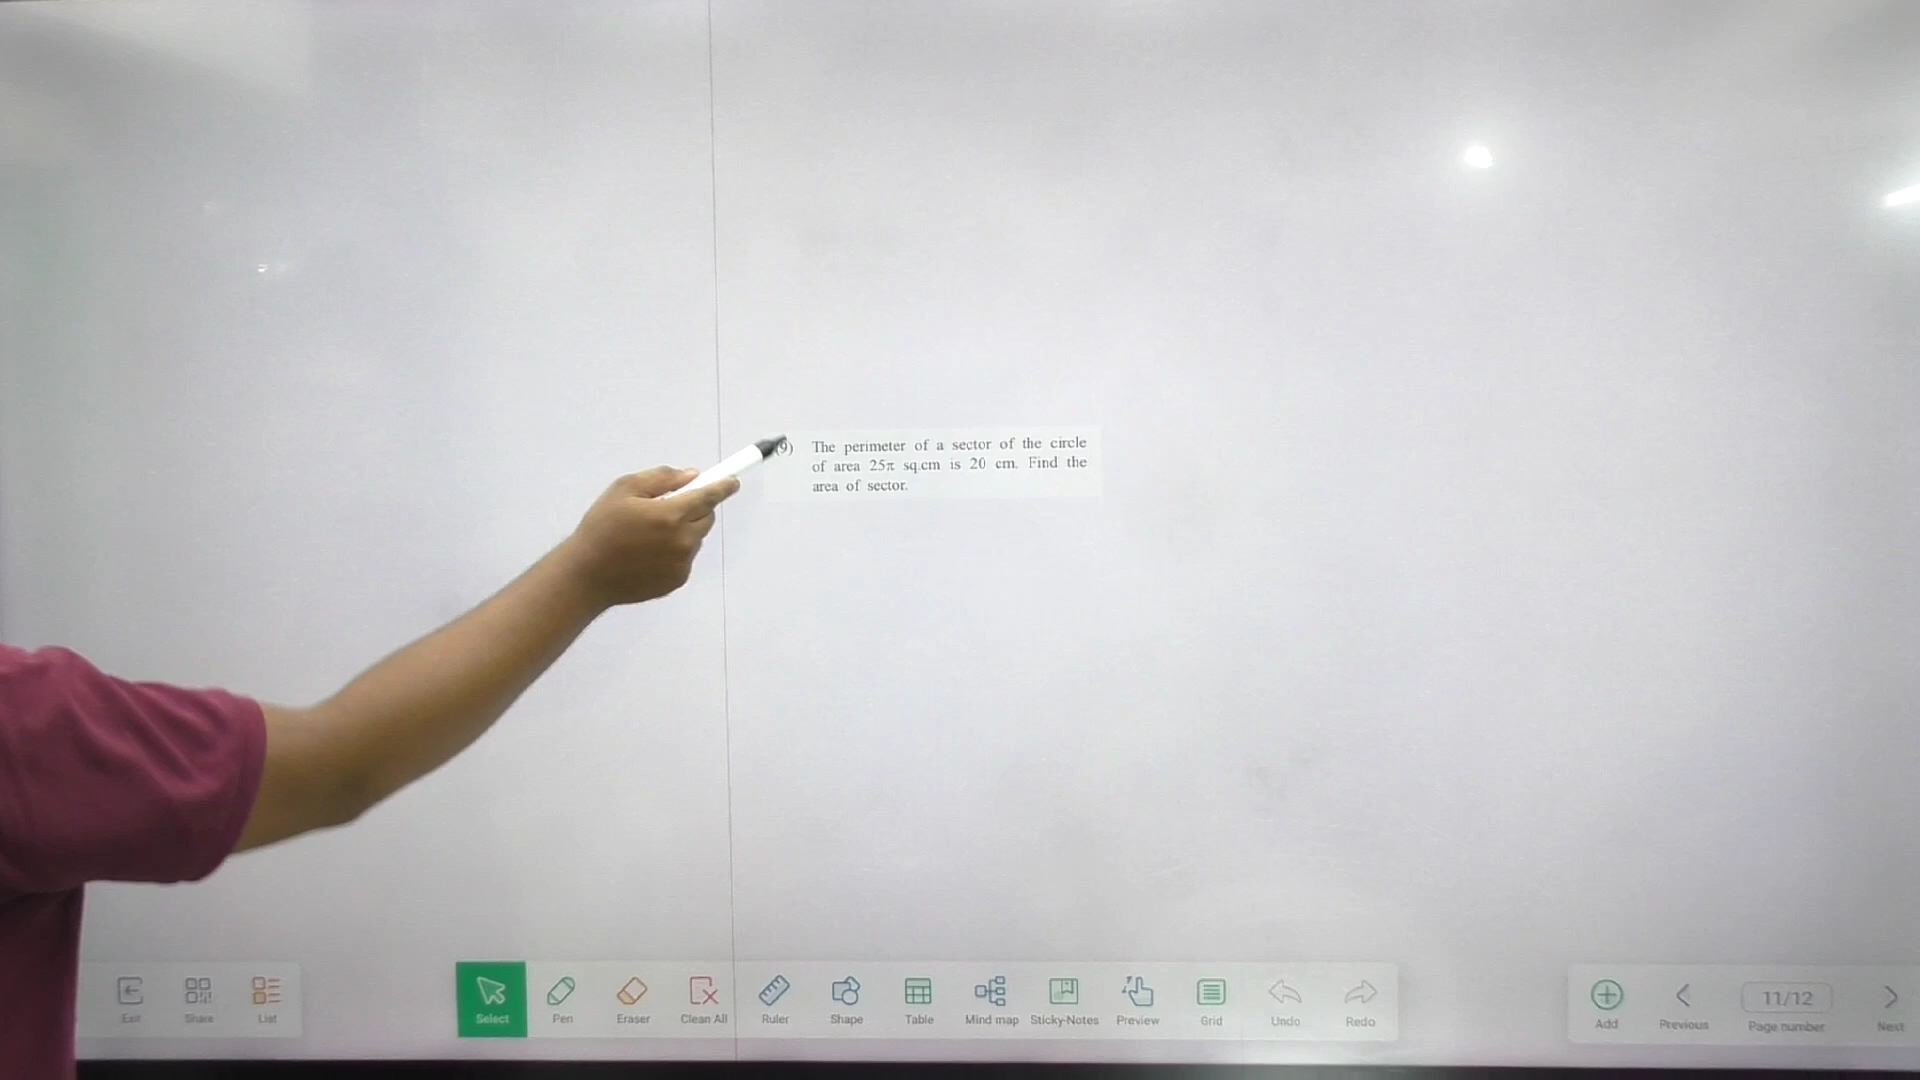 (9) The perimeter of a sector of the circle
of area 25π sq.cm is 20 cm. Find the
area of sector.
Exit
Share
List
Select
Pen
Eraser
Clean All
Ruler
Shape
Table
Mind map
Sticky-Notes
Preview
Grid
Undo
Redo
Add
Previous
11/12
Page number
Next